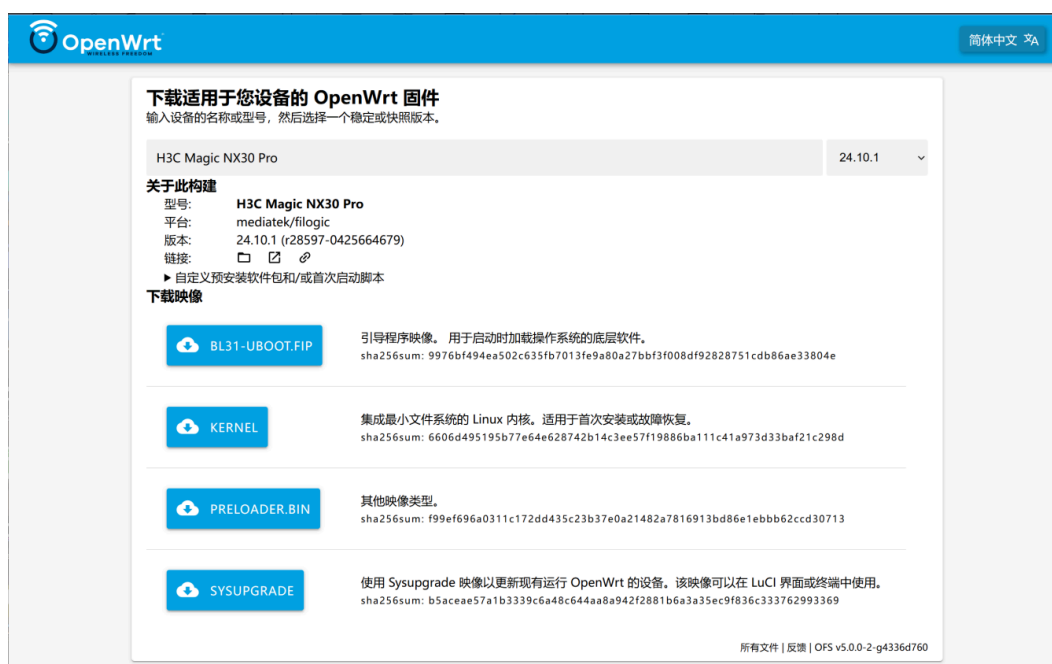 OpenWrt
WIRELESS FREEDOM
简体中文
下载适用于您设备的 OpenWrt 固件
输入设备的名称或型号，然后选择一个稳定或快照版本。
H3C Magic NX30 Pro
24.10.1
关于此构建
型号: H3C Magic NX30 Pro
平台: mediatek/filogic
版本: 24.10.1 (r28597-0425664679)
链接:
▶ 自定义预安装软件包和/或首次启动脚本
下载映像
BL31-UBOOT.FIP
引导程序映像。 用于启动时加载操作系统的底层软件。
sha256sum: 9976bf494ea502c635fb7013fe9a80a27bbf3f008df92828751cdb86ae33804e
KERNEL
集成最小文件系统的 Linux 内核。适用于首次安装或故障恢复。
sha256sum: 6606d495195b77e64e628742b14c3ee57f19886ba111c41a973d33baf21c298d
PRELOADER.BIN
其他映像类型。
sha256sum: f99ef696a0311c172dd435c23b37e0a21482a7816913bd86e1ebbb62ccd30713
SYSUPGRADE
使用 Sysupgrade 映像以更新现有运行 OpenWrt 的设备。该映像可以在 LuCI 界面或终端中使用。
sha256sum: b5aceae57a1b3339c6a48c644aa8a942f2881b6a3a35ec9f836c333762993369
所有文件 | 反馈 | OFS v5.0.0-2-g4336d760